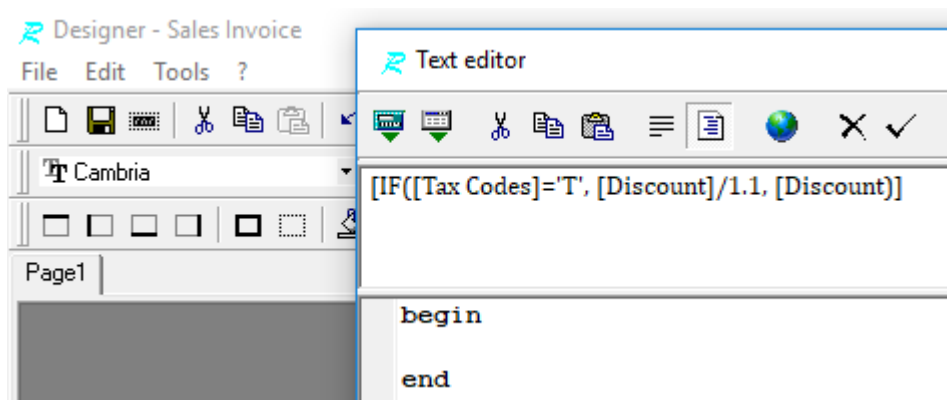 Designer - Sales Invoice
File Edit Tools ?
Cambria
Page1
Text editor
[IF([Tax Codes]='T', [Discount]/1.1, [Discount)]
begin
end